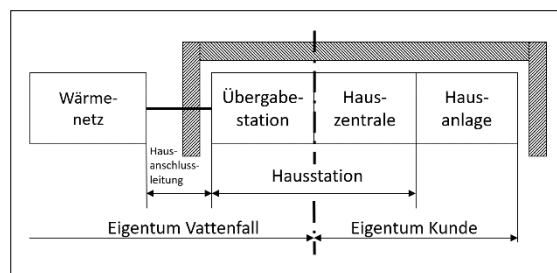 Wärme-
netz
Übergabe-
station
Haus-
zentrale
Haus-
anlage
Haus-
anschluss-
leitung
Hausstation
Eigentum Vattenfall
Eigentum Kunde